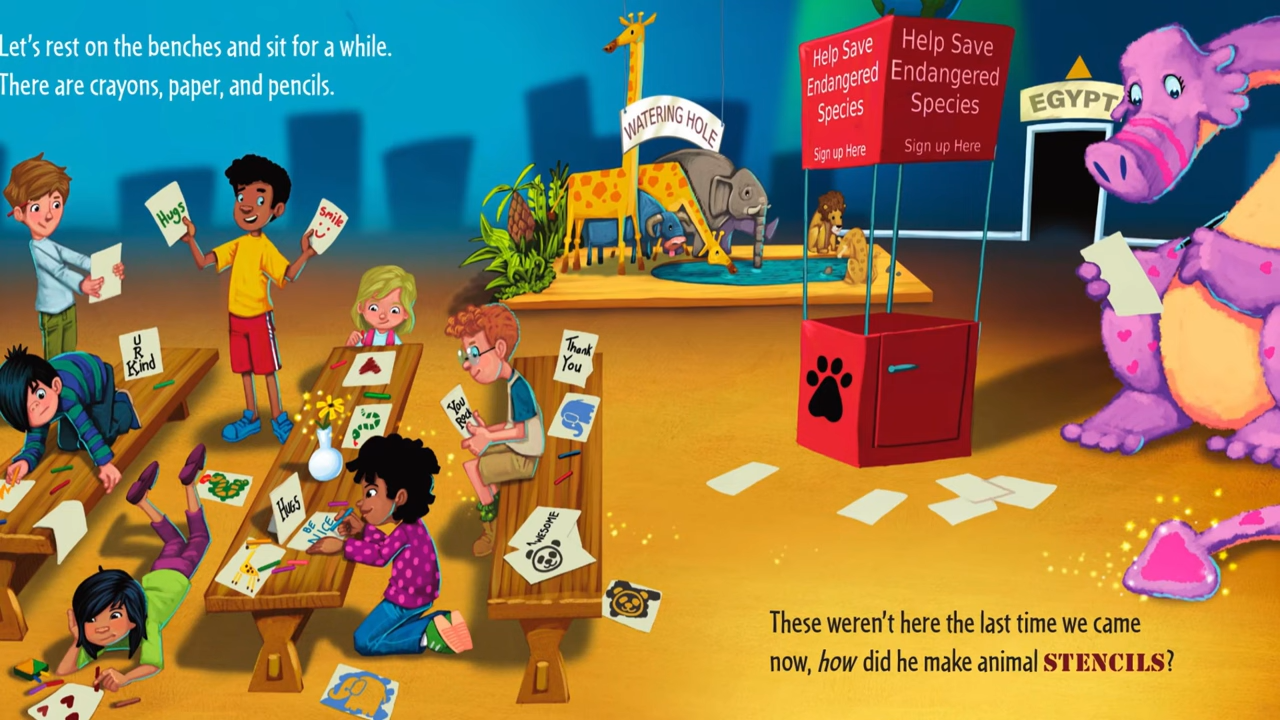 Let's rest on the benches and sit for a while.
There are crayons, paper, and pencils.
Hugs
Smile
U
R
Kind
Thank
You
You
Rock
HUGS
BE
NICE
AWESOME
WATERING HOLE
Help Save
Endangered
Species
Sign up Here
Help Save
Endangered
Species
Sign up Here
EGYPT
These weren't here the last time we came
now, how did he make animal STENCILS?